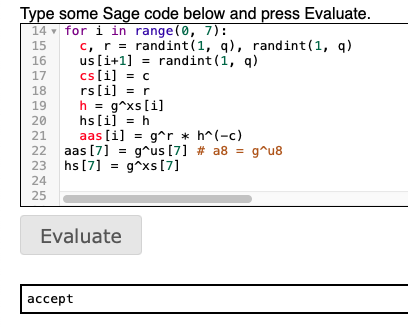 Type some Sage code below and press Evaluate.
14 for i in range(0, 7):
15     c, r = randint(1, q), randint(1, q)
16     us[i+1] = randint(1, q)
17     cs[i] = c
18     rs[i] = r
19     h = g^xs[i]
20     hs[i] = h
21     aas[i] = g^r * h^(-c)
22 aas[7] = g^us[7] # a8 = g^u8
23 hs[7] = g^xs[7]
24
25
Evaluate
accept